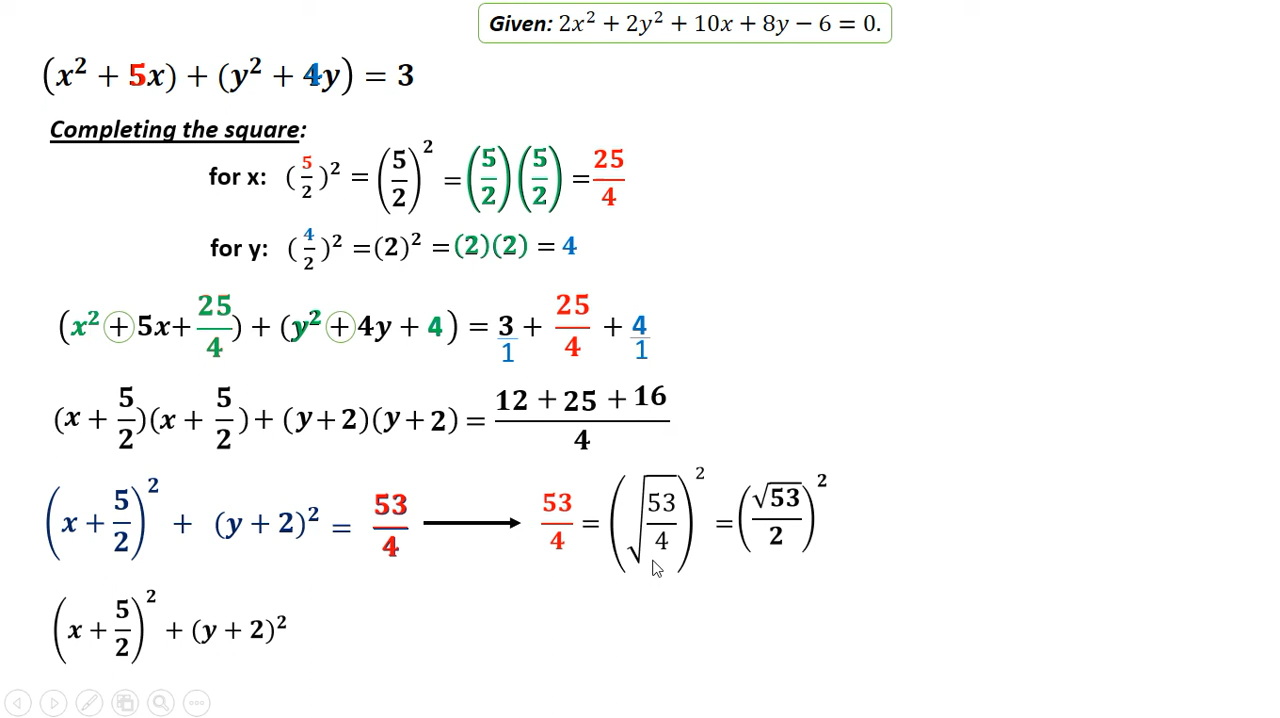 Given: 2x² + 2y² + 10x + 8y − 6 = 0.
(x² + 5x) + (y² + 4y) = 3
Completing the square:
for x: (5/2)² = (5/2)² = (5/2)(5/2) = 25/4
for y: (4/2)² = (2)² = (2)(2) = 4
(x² + 5x + 25/4) + (y² + 4y + 4) = 3/1 + 25/4 + 4/1
(x + 5/2)(x + 5/2) + (y + 2)(y + 2) = (12 + 25 + 16)/4
(x + 5/2)² + (y + 2)² = 53/4 ⟶ 53/4 = (√(53/4))² = (√53/2)²
(x + 5/2)² + (y + 2)²